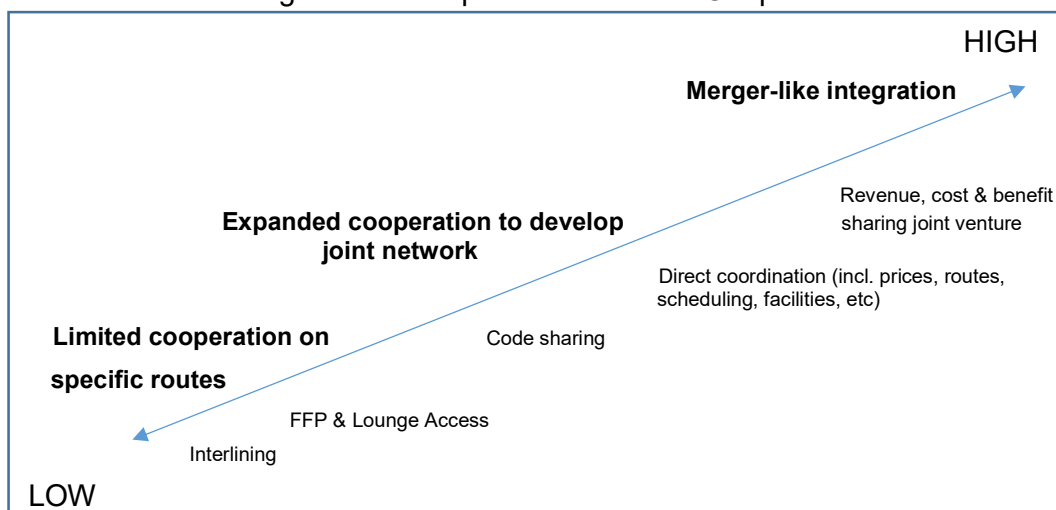 HIGH
Merger-like integration
Revenue, cost & benefit
sharing joint venture
Expanded cooperation to develop
joint network
Direct coordination (incl. prices, routes,
scheduling, facilities, etc)
Limited cooperation on
specific routes
Code sharing
FFP & Lounge Access
Interlining
LOW